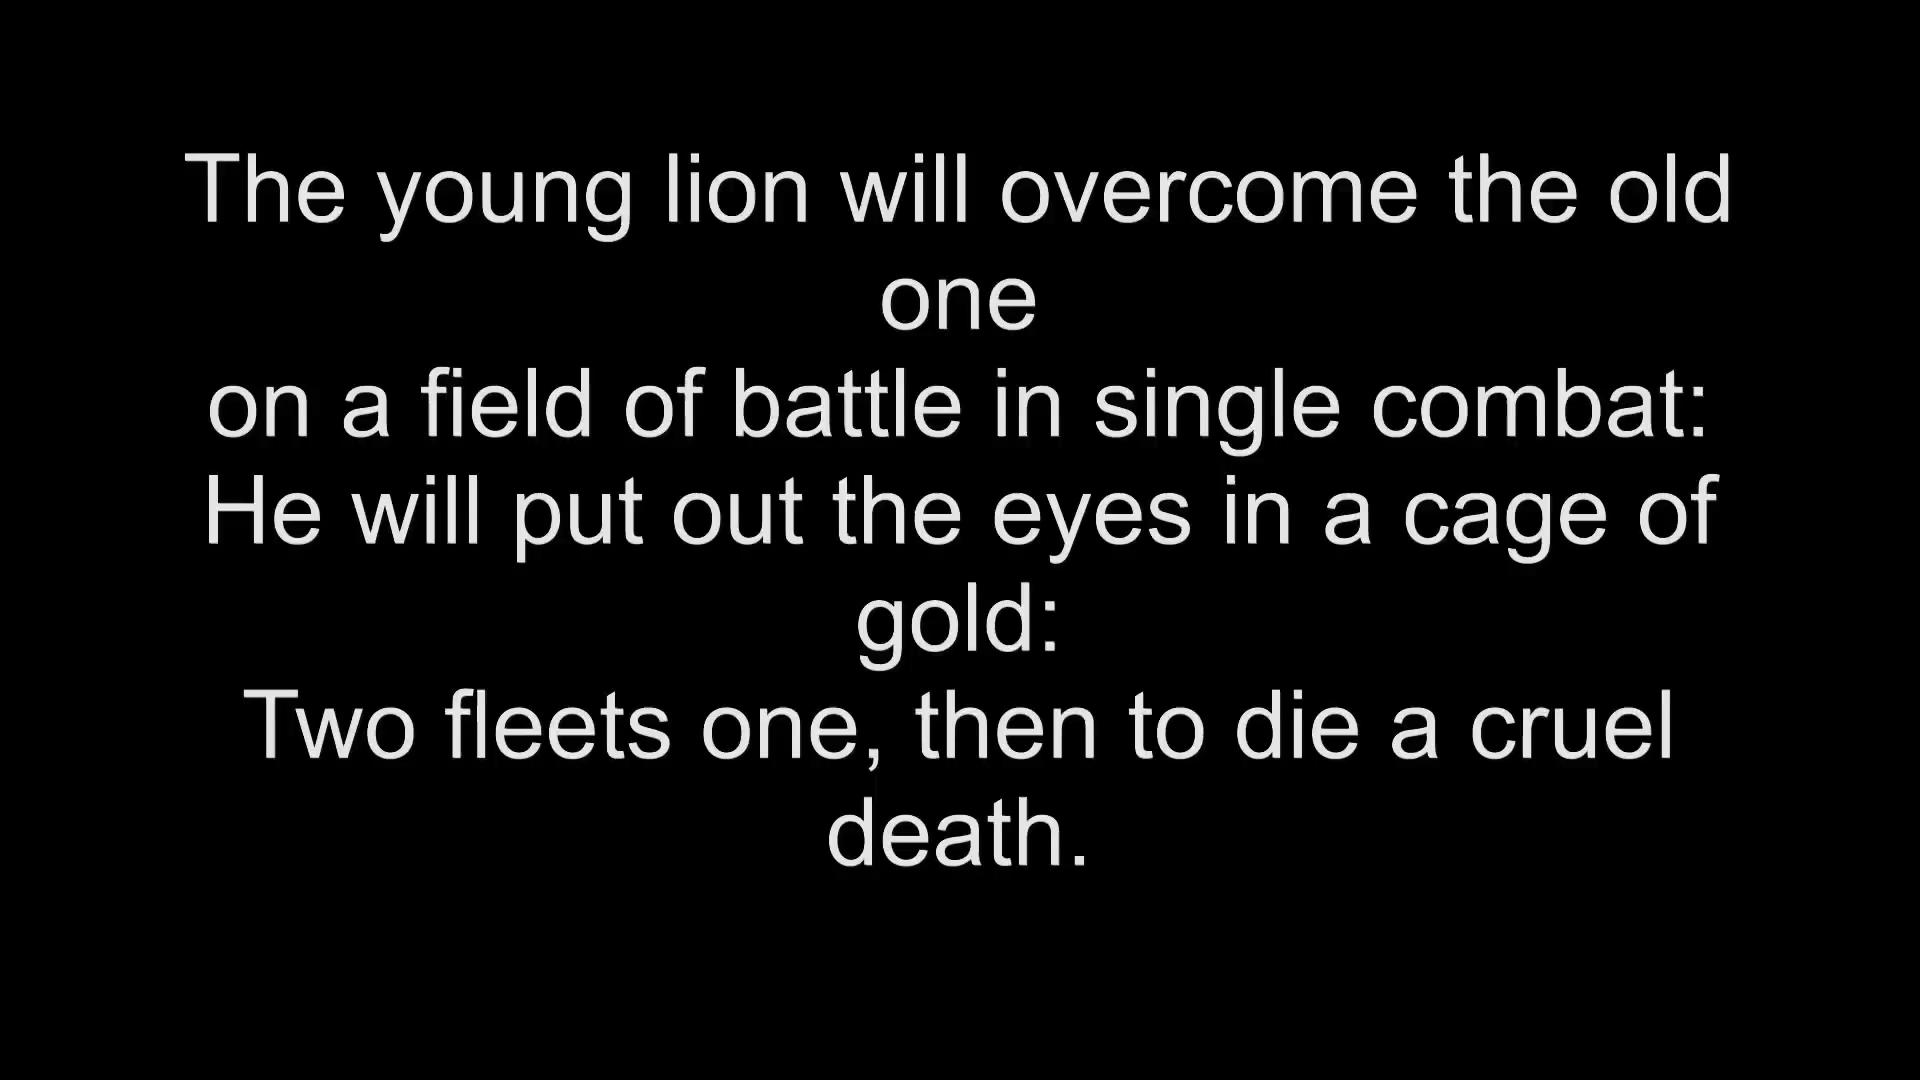 The young lion will overcome the old
one
on a field of battle in single combat:
He will put out the eyes in a cage of
gold:
Two fleets one, then to die a cruel
death.